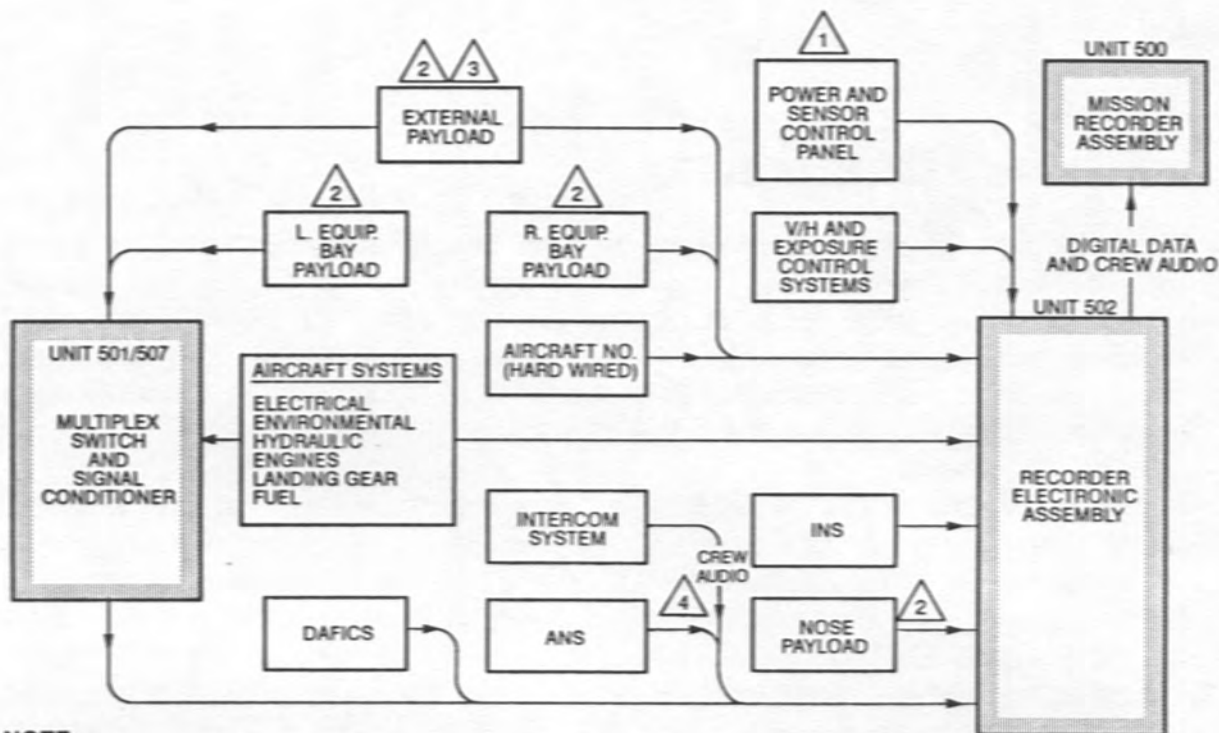 1
UNIT 500
2 3
EXTERNAL
PAYLOAD
POWER AND
SENSOR
CONTROL
PANEL
MISSION
RECORDER
ASSEMBLY
2
L. EQUIP.
BAY
PAYLOAD
2
R. EQUIP.
BAY
PAYLOAD
V/H AND
EXPOSURE
CONTROL
SYSTEMS
DIGITAL DATA
AND CREW AUDIO
UNIT 502
UNIT 501/507
MULTIPLEX
SWITCH
AND
SIGNAL
CONDITIONER
AIRCRAFT SYSTEMS
ELECTRICAL
ENVIRONMENTAL
HYDRAULIC
ENGINES
LANDING GEAR
FUEL
AIRCRAFT NO.
(HARD WIRED)
RECORDER
ELECTRONIC
ASSEMBLY
INTERCOM
SYSTEM
CREW
AUDIO
INS
DAFICS
ANS
4
NOSE
PAYLOAD
2